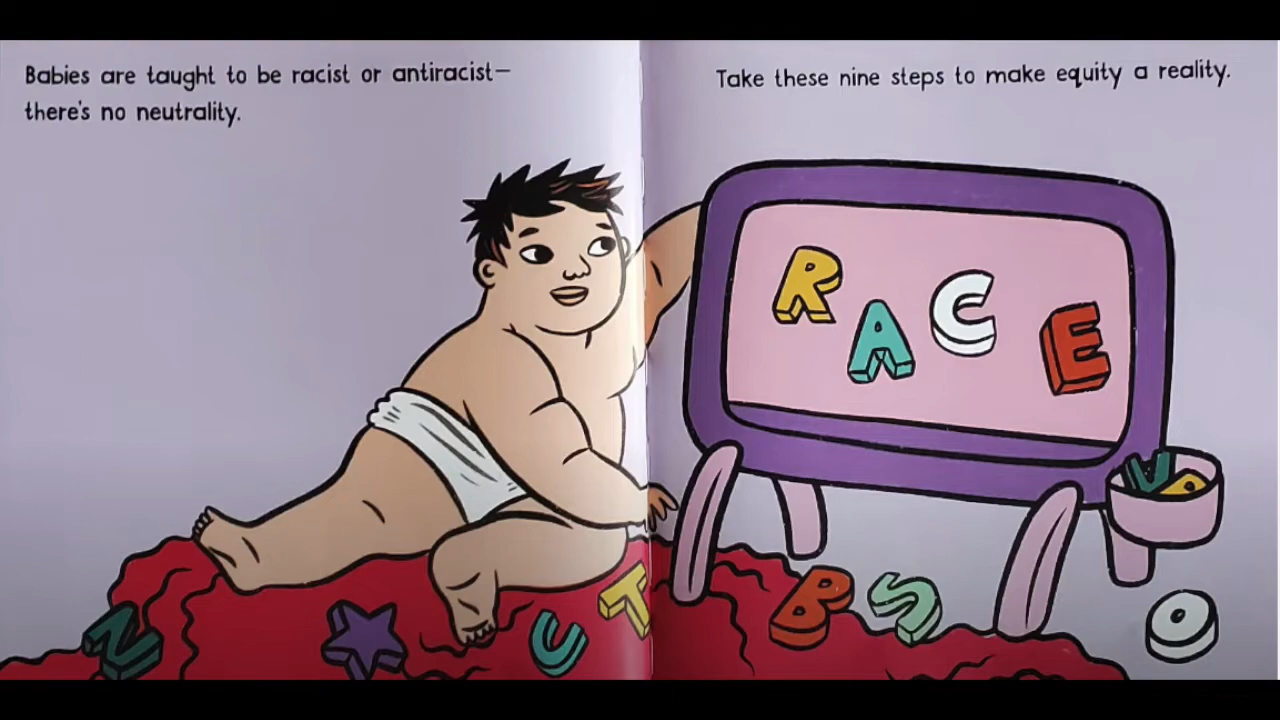 Babies are taught to be racist or antiracist—
there's no neutrality.
Take these nine steps to make equity a reality.
R A C E
V
N
U
T
B
S
O